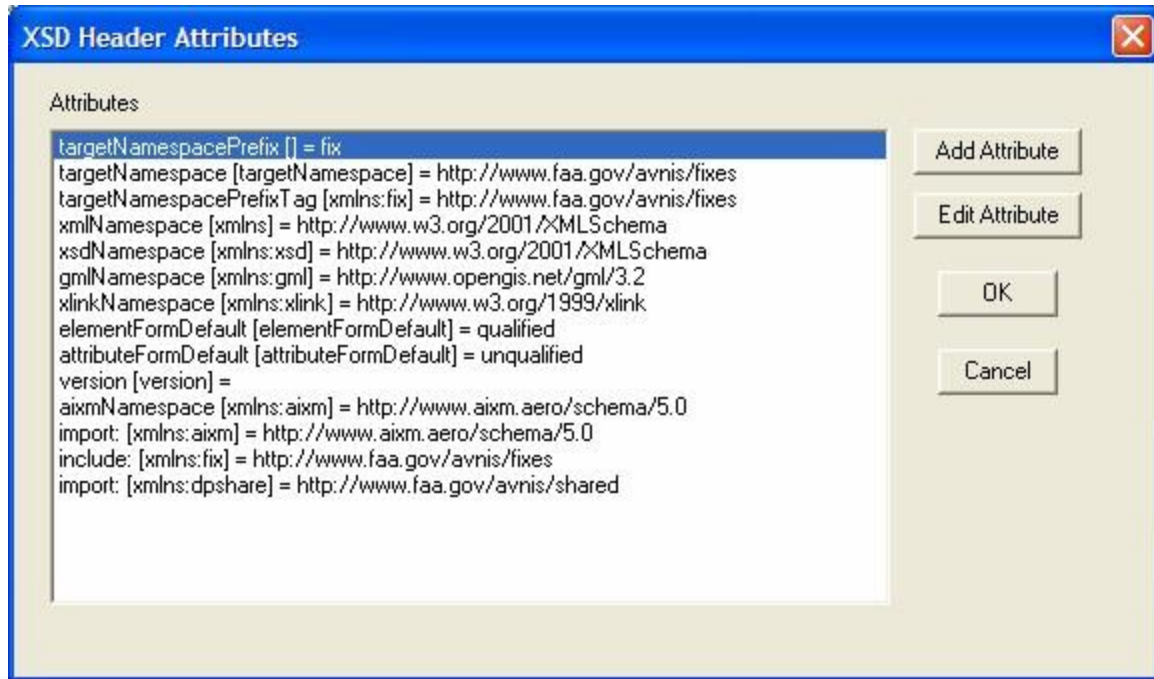 XSD Header Attributes
Attributes
targetNamespacePrefix [] = fix
targetNamespace [targetNamespace] = http://www.faa.gov/avnis/fixes
targetNamespacePrefixTag [xmlns:fix] = http://www.faa.gov/avnis/fixes
xmlNamespace [xmlns] = http://www.w3.org/2001/XMLSchema
xsdNamespace [xmlns:xsd] = http://www.w3.org/2001/XMLSchema
gmlNamespace [xmlns:gml] = http://www.opengis.net/gml/3.2
xlinkNamespace [xmlns:xlink] = http://www.w3.org/1999/xlink
elementFormDefault [elementFormDefault] = qualified
attributeFormDefault [attributeFormDefault] = unqualified
version [version] =
aixmNamespace [xmlns:aixm] = http://www.aixm.aero/schema/5.0
import: [xmlns:aixm] = http://www.aixm.aero/schema/5.0
include: [xmlns:fix] = http://www.faa.gov/avnis/fixes
import: [xmlns:dpshare] = http://www.faa.gov/avnis/shared
Add Attribute
Edit Attribute
OK
Cancel